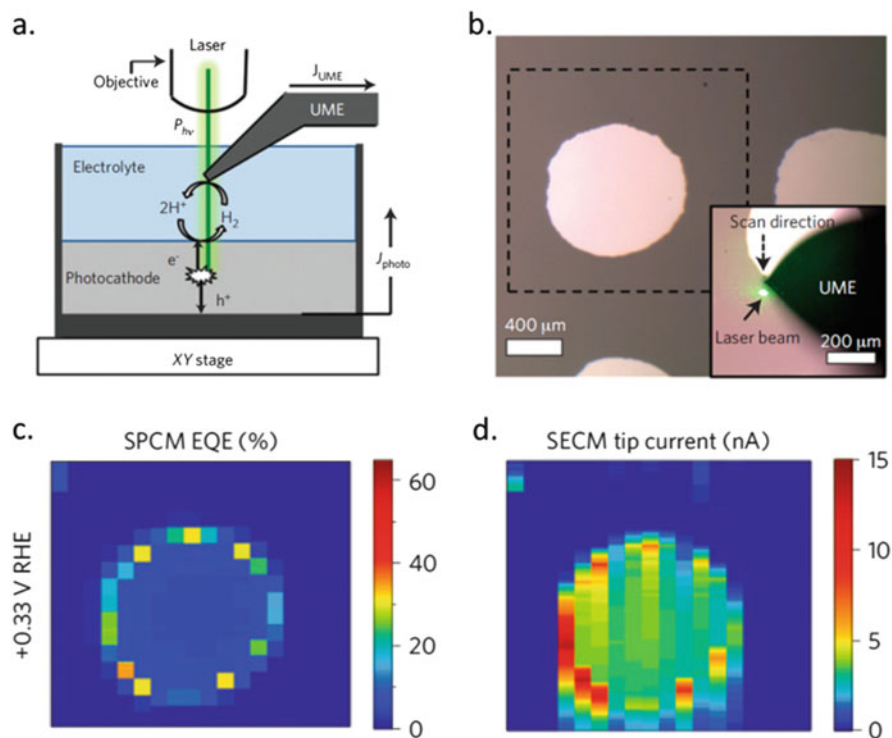 a.
Laser
Objective
P_hν
J_UME
UME
Electrolyte
2H⁺
H₂
e⁻
Photocathode
h⁺
J_photo
XY stage
b.
Scan direction
UME
Laser beam
400 μm
200 μm
c.
SPCM EQE (%)
+0.33 V RHE
60
40
20
0
d.
SECM tip current (nA)
15
10
5
0